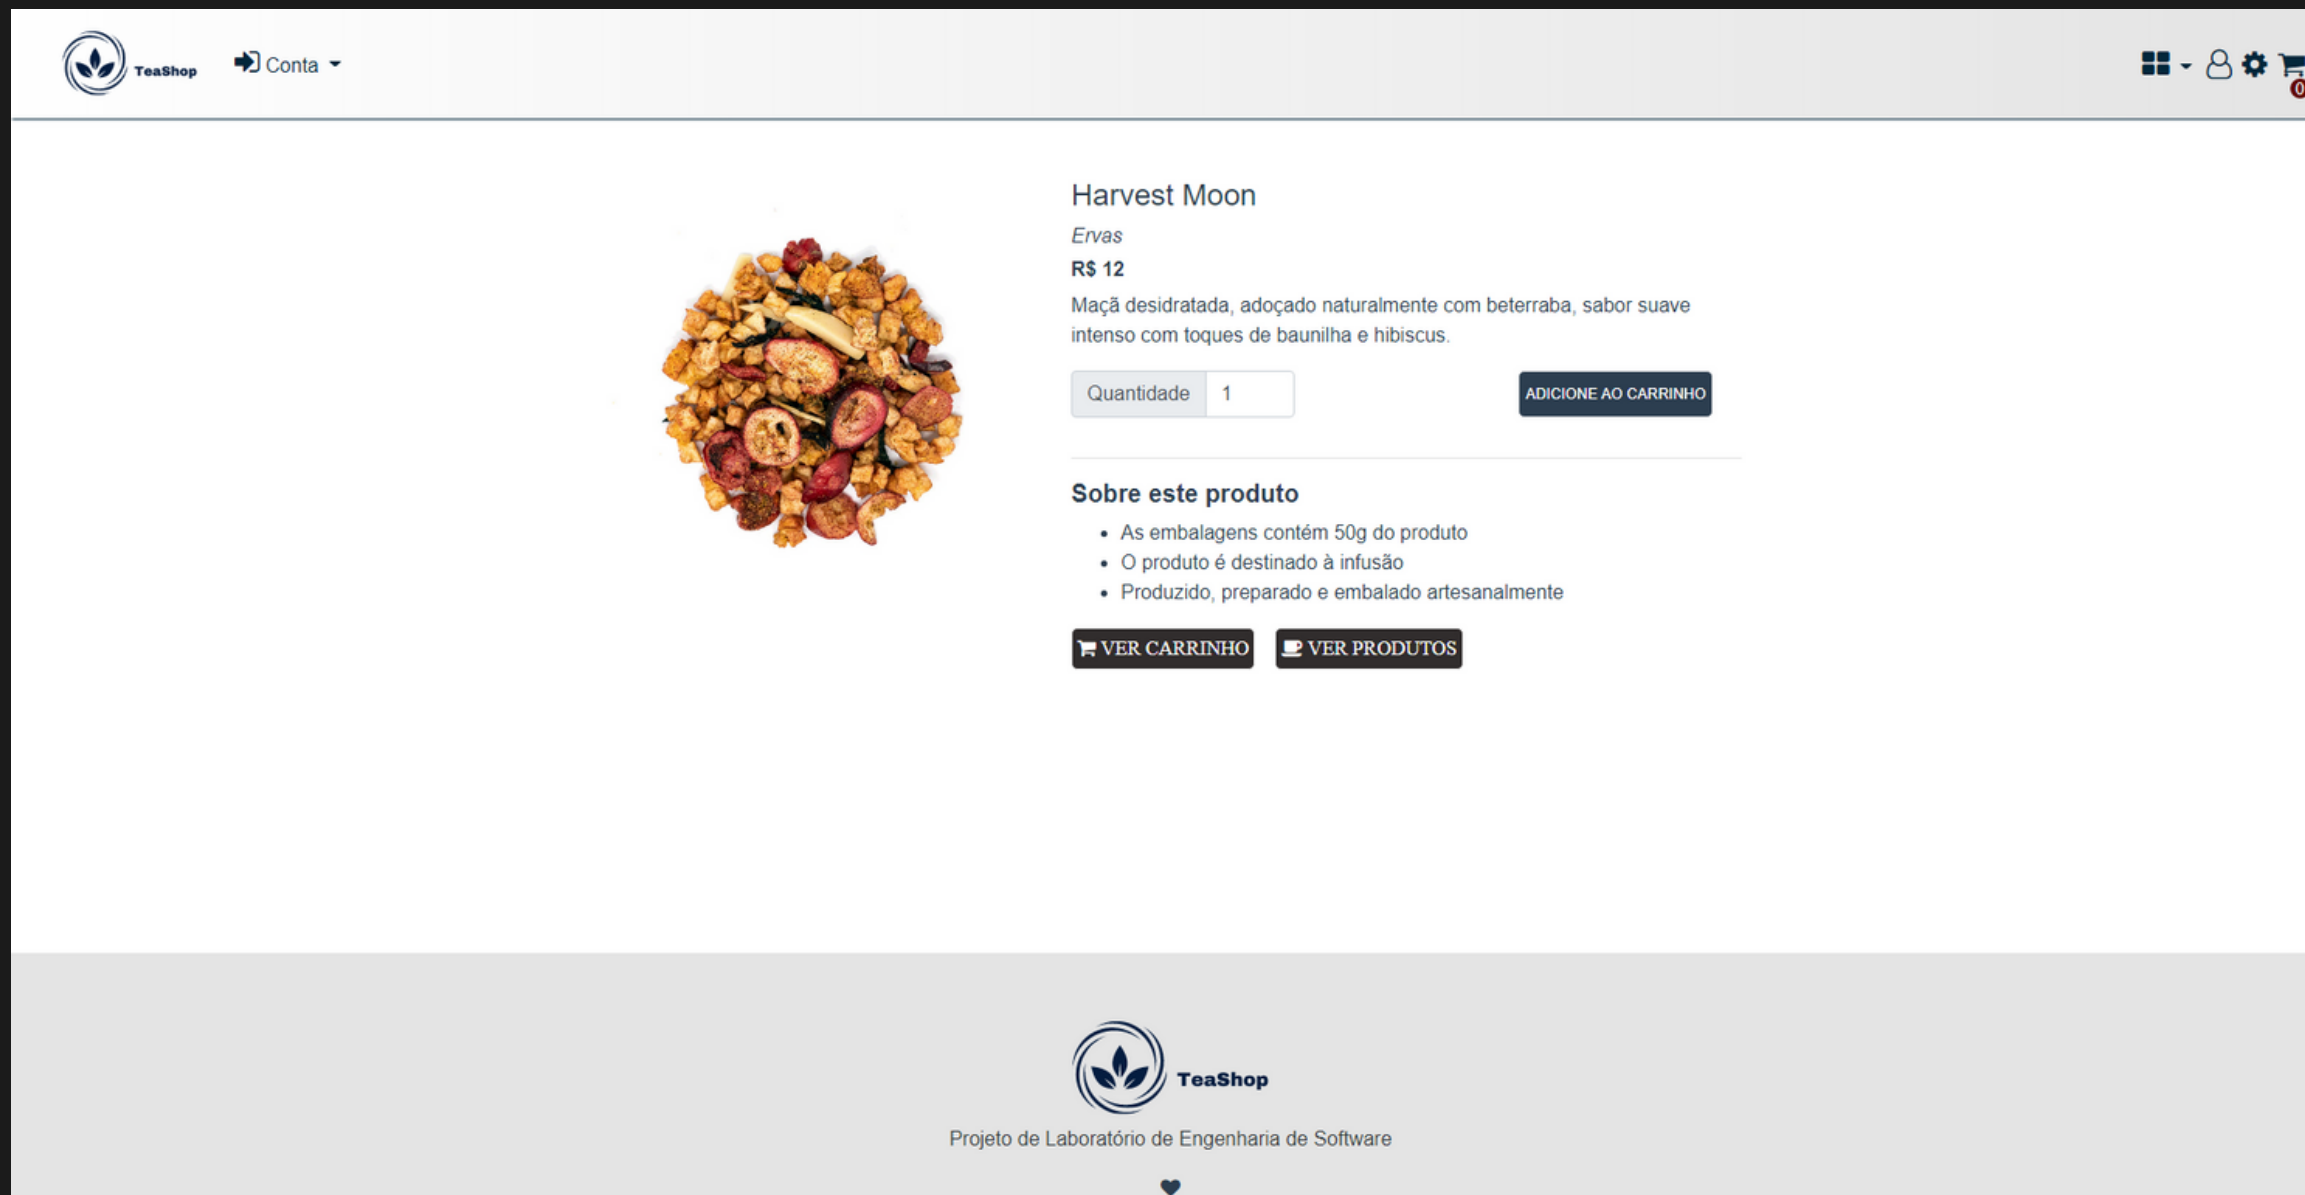 TeaShop
Conta
0
Harvest Moon
Ervas
R$ 12
Maçã desidratada, adoçado naturalmente com beterraba, sabor suave
intenso com toques de baunilha e hibiscus.
Quantidade 1
ADICIONE AO CARRINHO
Sobre este produto
As embalagens contém 50g do produto
O produto é destinado à infusão
Produzido, preparado e embalado artesanalmente
VER CARRINHO
VER PRODUTOS
TeaShop
Projeto de Laboratório de Engenharia de Software